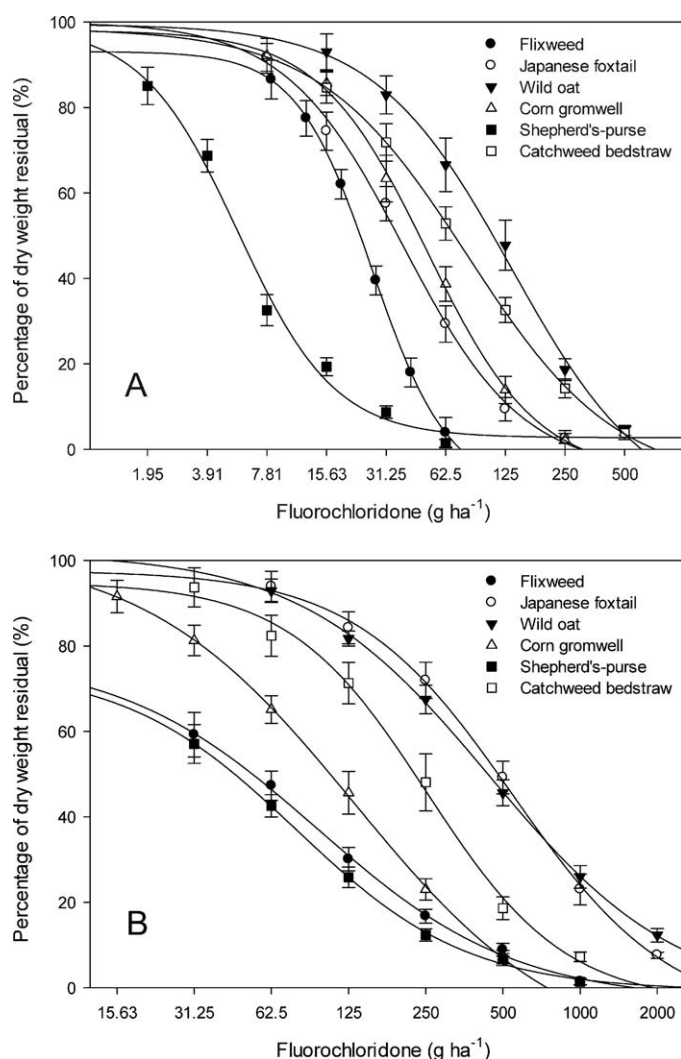 100
80
60
40
20
0
Percentage of dry weight residual (%)
Flixweed
Japanese foxtail
Wild oat
Corn gromwell
Shepherd's-purse
Catchweed bedstraw
A
1.95 3.91 7.81 15.63 31.25 62.5 125 250 500
Fluorochloridone (g ha⁻¹)
100
80
60
40
20
0
Percentage of dry weight residual (%)
Flixweed
Japanese foxtail
Wild oat
Corn gromwell
Shepherd's-purse
Catchweed bedstraw
B
15.63 31.25 62.5 125 250 500 1000 2000
Fluorochloridone (g ha⁻¹)